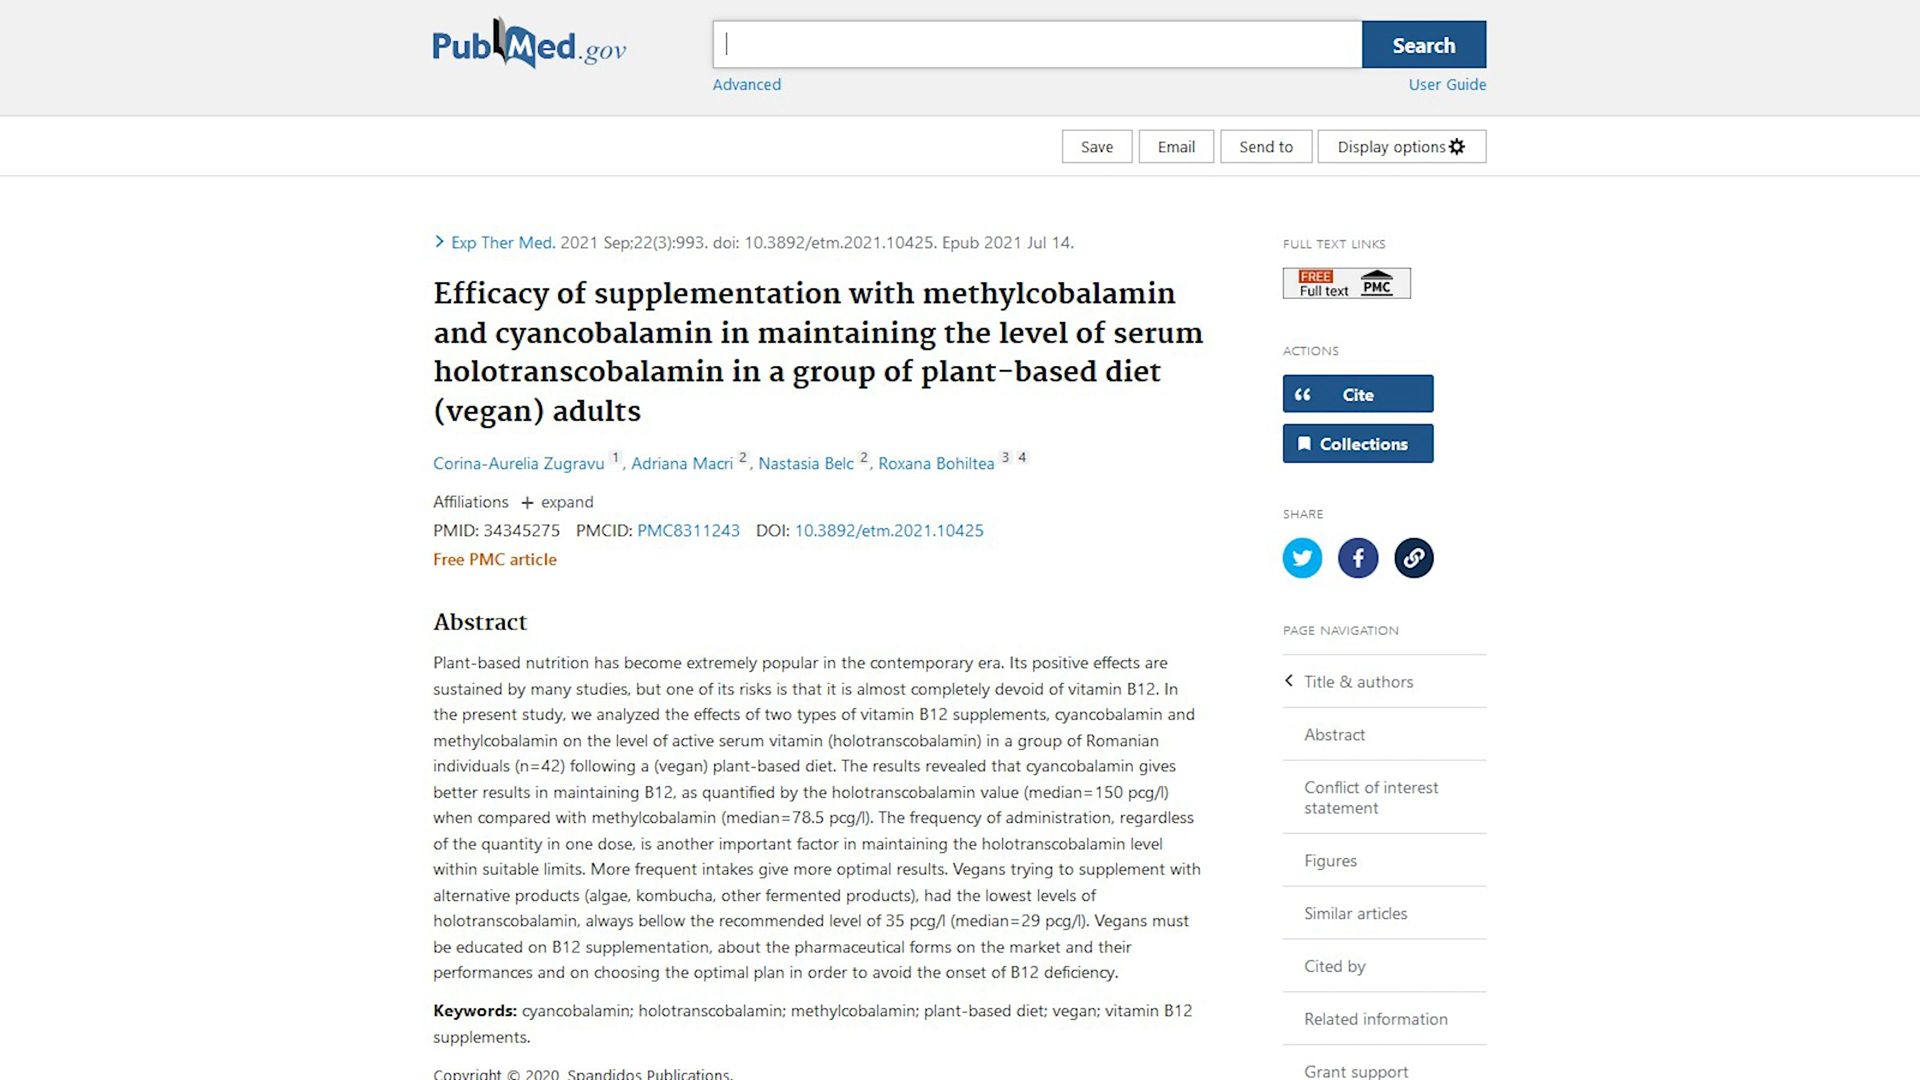 PubMed.gov
Search
Advanced
User Guide
Save
Email
Send to
Display options
Exp Ther Med. 2021 Sep;22(3):993. doi: 10.3892/etm.2021.10425. Epub 2021 Jul 14.
Efficacy of supplementation with methylcobalamin
and cyancobalamin in maintaining the level of serum
holotranscobalamin in a group of plant-based diet
(vegan) adults
Corina-Aurelia Zugravu 1, Adriana Macri 2, Nastasia Belc 2, Roxana Bohiltea 3 4
Affiliations + expand
PMID: 34345275 PMCID: PMC8311243 DOI: 10.3892/etm.2021.10425
Free PMC article
Abstract
Plant-based nutrition has become extremely popular in the contemporary era. Its positive effects are
sustained by many studies, but one of its risks is that it is almost completely devoid of vitamin B12. In
the present study, we analyzed the effects of two types of vitamin B12 supplements, cyancobalamin and
methylcobalamin on the level of active serum vitamin (holotranscobalamin) in a group of Romanian
individuals (n=42) following a (vegan) plant-based diet. The results revealed that cyancobalamin gives
better results in maintaining B12, as quantified by the holotranscobalamin value (median=150 pcg/l)
when compared with methylcobalamin (median=78.5 pcg/l). The frequency of administration, regardless
of the quantity in one dose, is another important factor in maintaining the holotranscobalamin level
within suitable limits. More frequent intakes give more optimal results. Vegans trying to supplement with
alternative products (algae, kombucha, other fermented products), had the lowest levels of
holotranscobalamin, always bellow the recommended level of 35 pcg/l (median=29 pcg/l). Vegans must
be educated on B12 supplementation, about the pharmaceutical forms on the market and their
performances and on choosing the optimal plan in order to avoid the onset of B12 deficiency.
Keywords: cyancobalamin; holotranscobalamin; methylcobalamin; plant-based diet; vegan; vitamin B12
supplements.
Copyright © 2020, Spandidos Publications.
FULL TEXT LINKS
FREE
Full text PMC
ACTIONS
Cite
Collections
SHARE
PAGE NAVIGATION
Title & authors
Abstract
Conflict of interest
statement
Figures
Similar articles
Cited by
Related information
Grant support